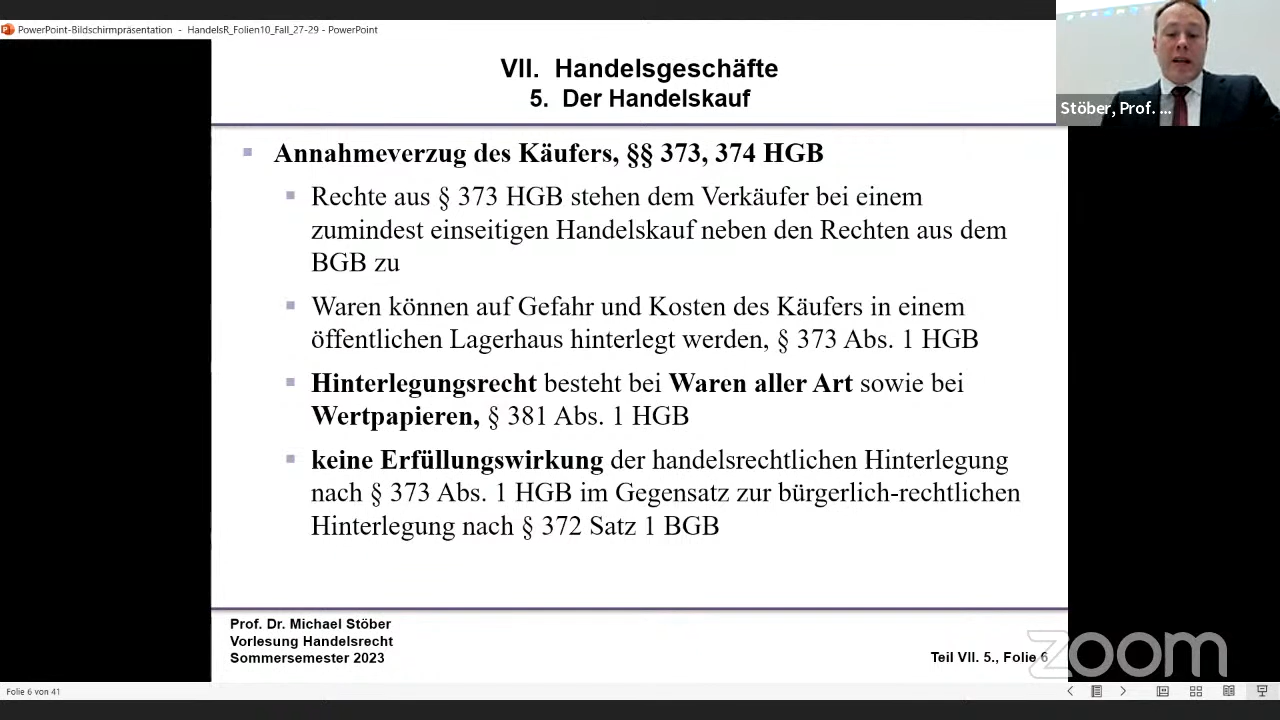 PowerPoint-Bildschirmpräsentation - HandelsR_Folien10_Fall_27-29 - PowerPoint
Stöber, Prof. ...
VII. Handelsgeschäfte
5. Der Handelskauf
Annahmeverzug des Käufers, §§ 373, 374 HGB
Rechte aus § 373 HGB stehen dem Verkäufer bei einem
zumindest einseitigen Handelskauf neben den Rechten aus dem
BGB zu
Waren können auf Gefahr und Kosten des Käufers in einem
öffentlichen Lagerhaus hinterlegt werden, § 373 Abs. 1 HGB
Hinterlegungsrecht besteht bei Waren aller Art sowie bei
Wertpapieren, § 381 Abs. 1 HGB
keine Erfüllungswirkung der handelsrechtlichen Hinterlegung
nach § 373 Abs. 1 HGB im Gegensatz zur bürgerlich-rechtlichen
Hinterlegung nach § 372 Satz 1 BGB
Prof. Dr. Michael Stöber
Vorlesung Handelsrecht
Sommersemester 2023
Teil VII. 5., Folie 6
zoom
Folie 6 von 41